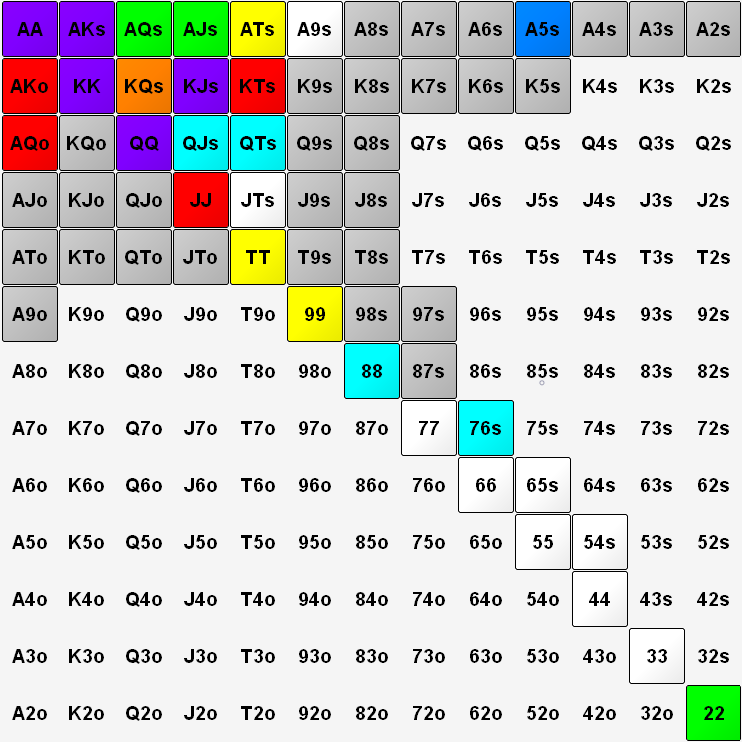 AA AKs AQs AJs ATs A9s A8s A7s A6s A5s A4s A3s A2s
AKo KK KQs KJs KTs K9s K8s K7s K6s K5s K4s K3s K2s
AQo KQo QQ QJs QTs Q9s Q8s Q7s Q6s Q5s Q4s Q3s Q2s
AJo KJo QJo JJ JTs J9s J8s J7s J6s J5s J4s J3s J2s
ATo KTo QTo JTo TT T9s T8s T7s T6s T5s T4s T3s T2s
A9o K9o Q9o J9o T9o 99 98s 97s 96s 95s 94s 93s 92s
A8o K8o Q8o J8o T8o 98o 88 87s 86s 85s 84s 83s 82s
A7o K7o Q7o J7o T7o 97o 87o 77 76s 75s 74s 73s 72s
A6o K6o Q6o J6o T6o 96o 86o 76o 66 65s 64s 63s 62s
A5o K5o Q5o J5o T5o 95o 85o 75o 65o 55 54s 53s 52s
A4o K4o Q4o J4o T4o 94o 84o 74o 64o 54o 44 43s 42s
A3o K3o Q3o J3o T3o 93o 83o 73o 63o 53o 43o 33 32s
A2o K2o Q2o J2o T2o 92o 82o 72o 62o 52o 42o 32o 22